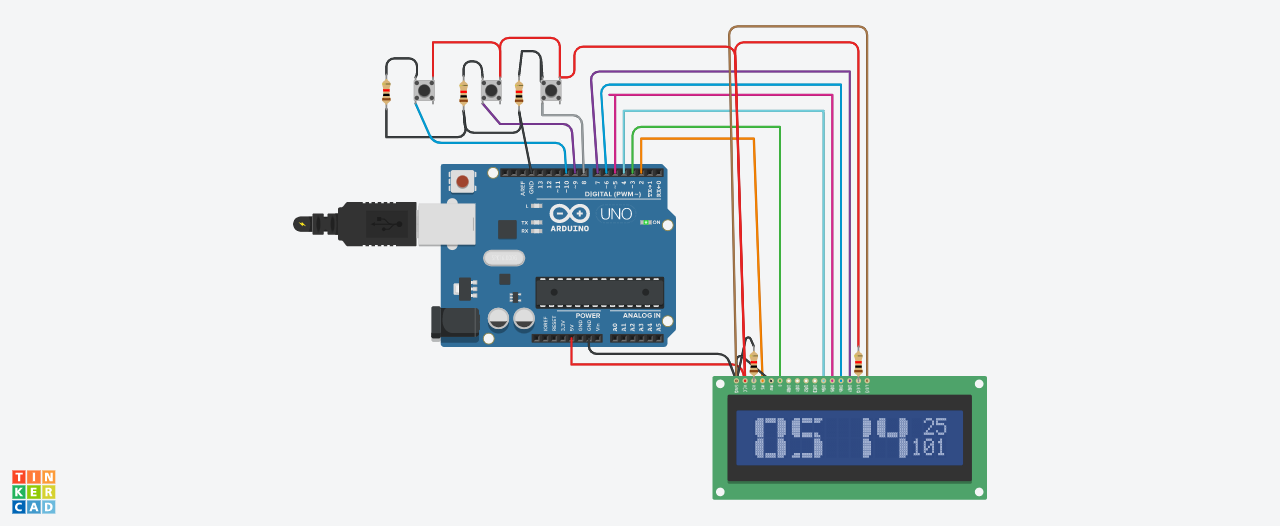 AREF
GND
13
12
~11
~10
~9
8
7
~6
~5
4
~3
2
TX→1
RX←0
DIGITAL (PWM~)
L
TX
RX
UNO
ARDUINO
ON
POWER
ANALOG IN
IOREF
RESET
3.3V
5V
GND
GND
Vin
A0
A1
A2
A3
A4
A5
05 14 25
101
TIN
KER
CAD